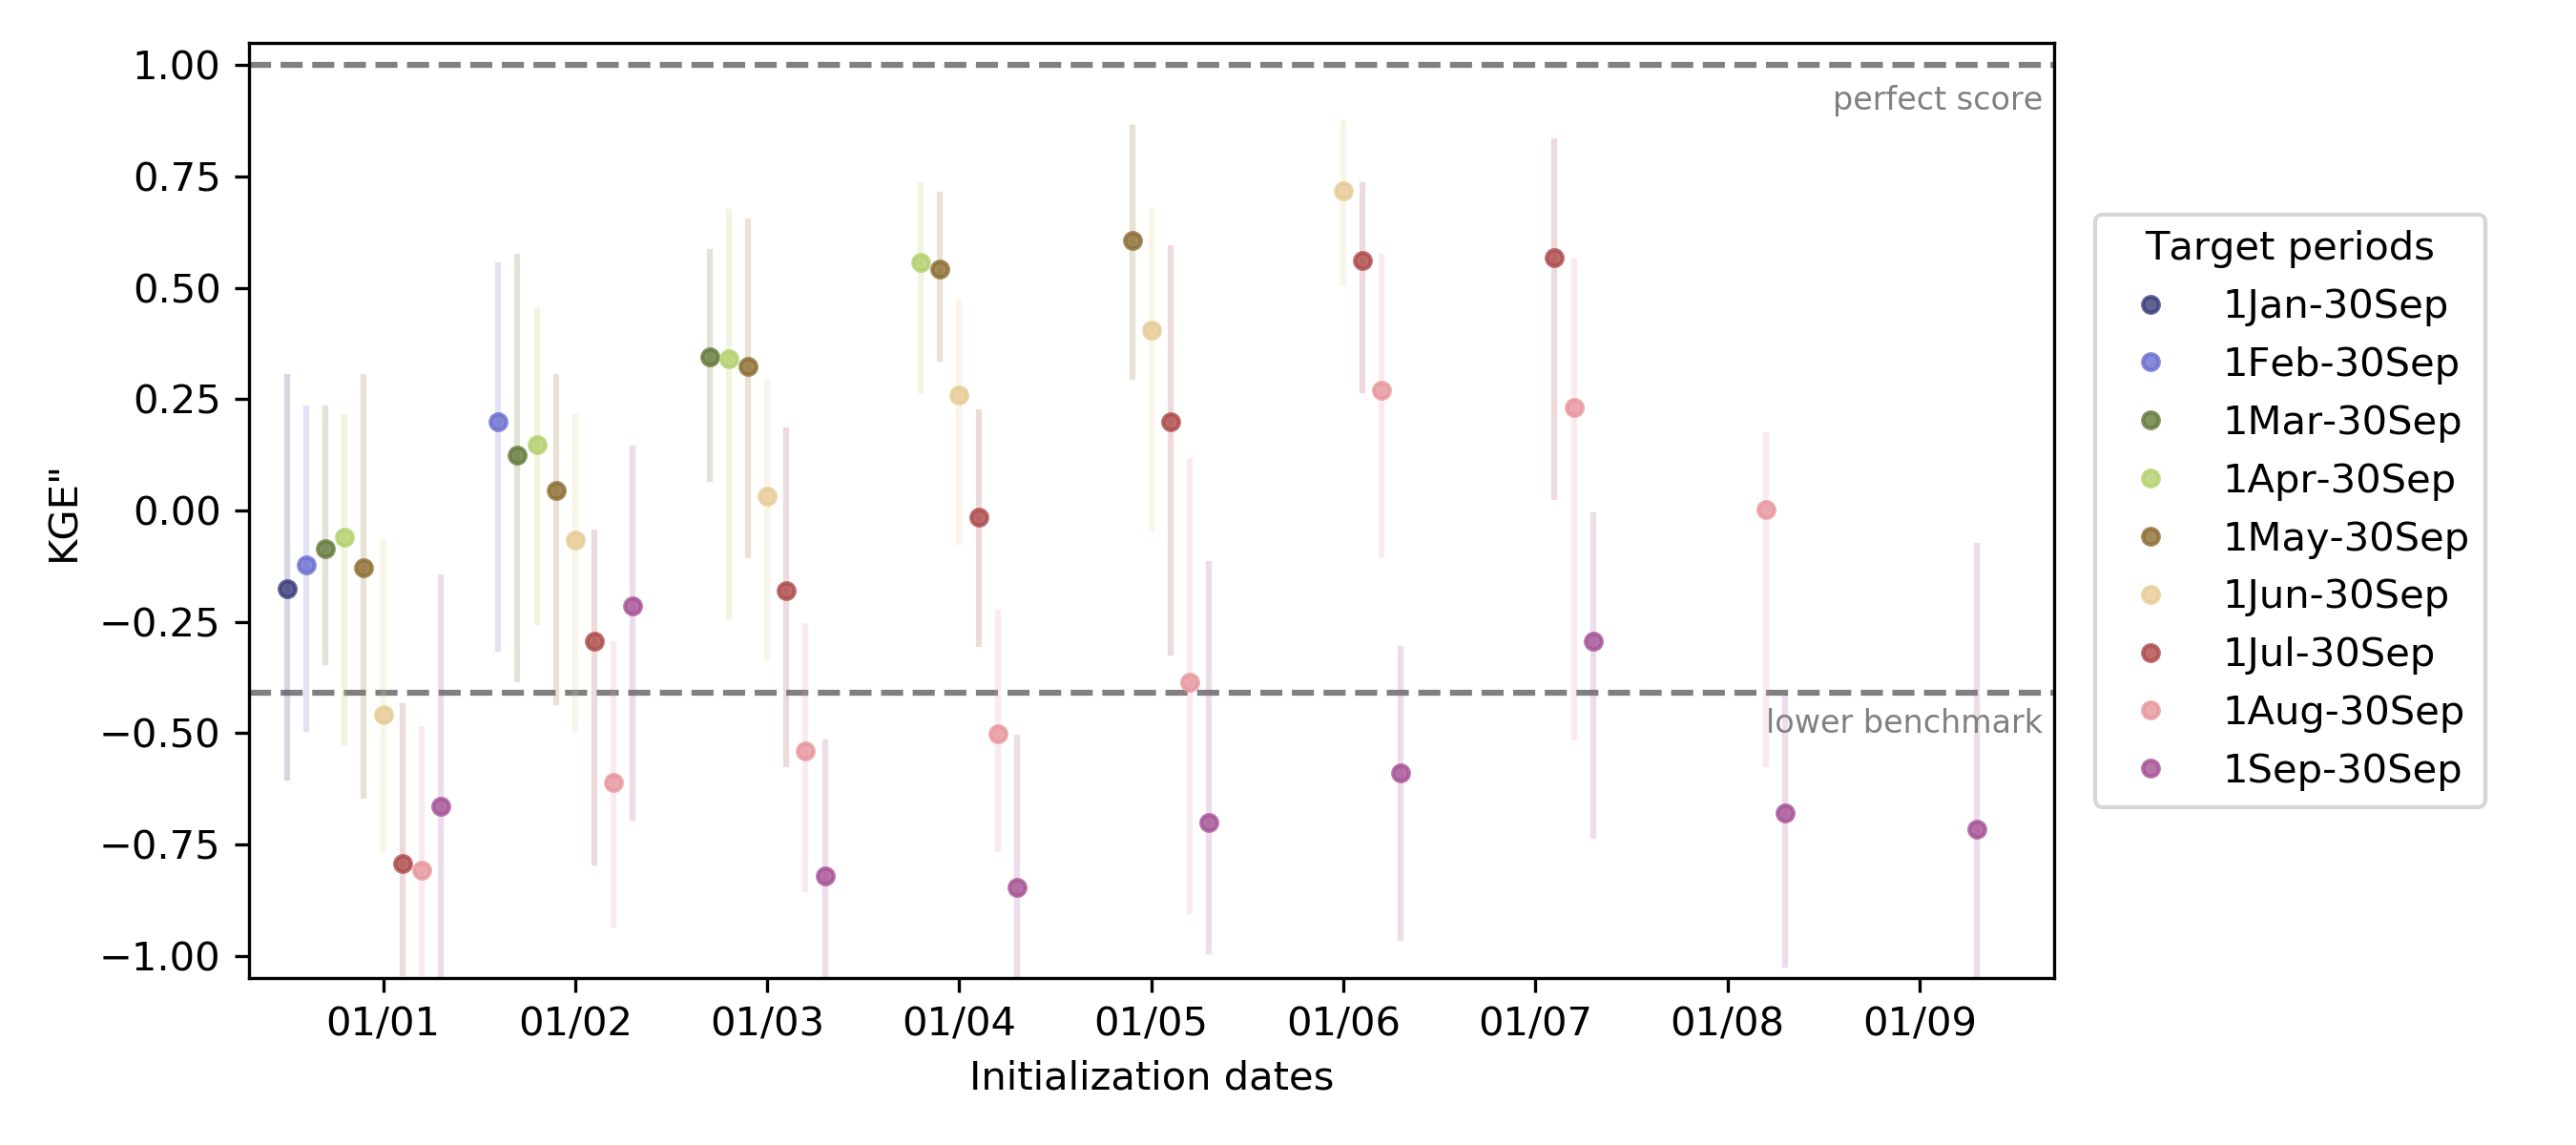 1.00
0.75
0.50
0.25
0.00
−0.25
−0.50
−0.75
−1.00
KGE"
perfect score
lower benchmark
01/01 01/02 01/03 01/04 01/05 01/06 01/07 01/08 01/09
Initialization dates
Target periods
1Jan-30Sep
1Feb-30Sep
1Mar-30Sep
1Apr-30Sep
1May-30Sep
1Jun-30Sep
1Jul-30Sep
1Aug-30Sep
1Sep-30Sep